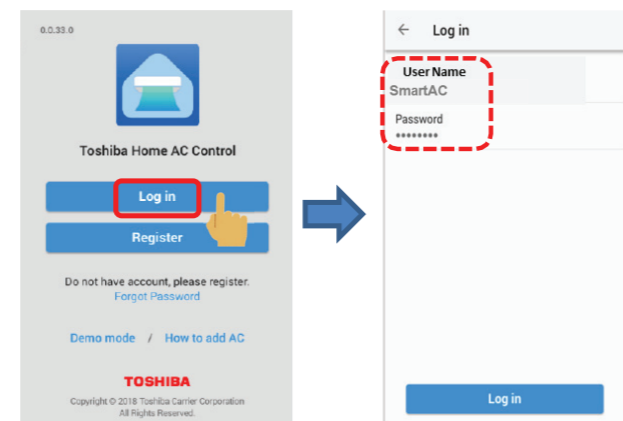 0.0.33.0
Toshiba Home AC Control
Log in
Register
Do not have account, please register.
Forgot Password
Demo mode / How to add AC
TOSHIBA
Copyright © 2018 Toshiba Carrier Corporation
All Rights Reserved.
← Log in
User Name
SmartAC
Password
••••••••
Log in